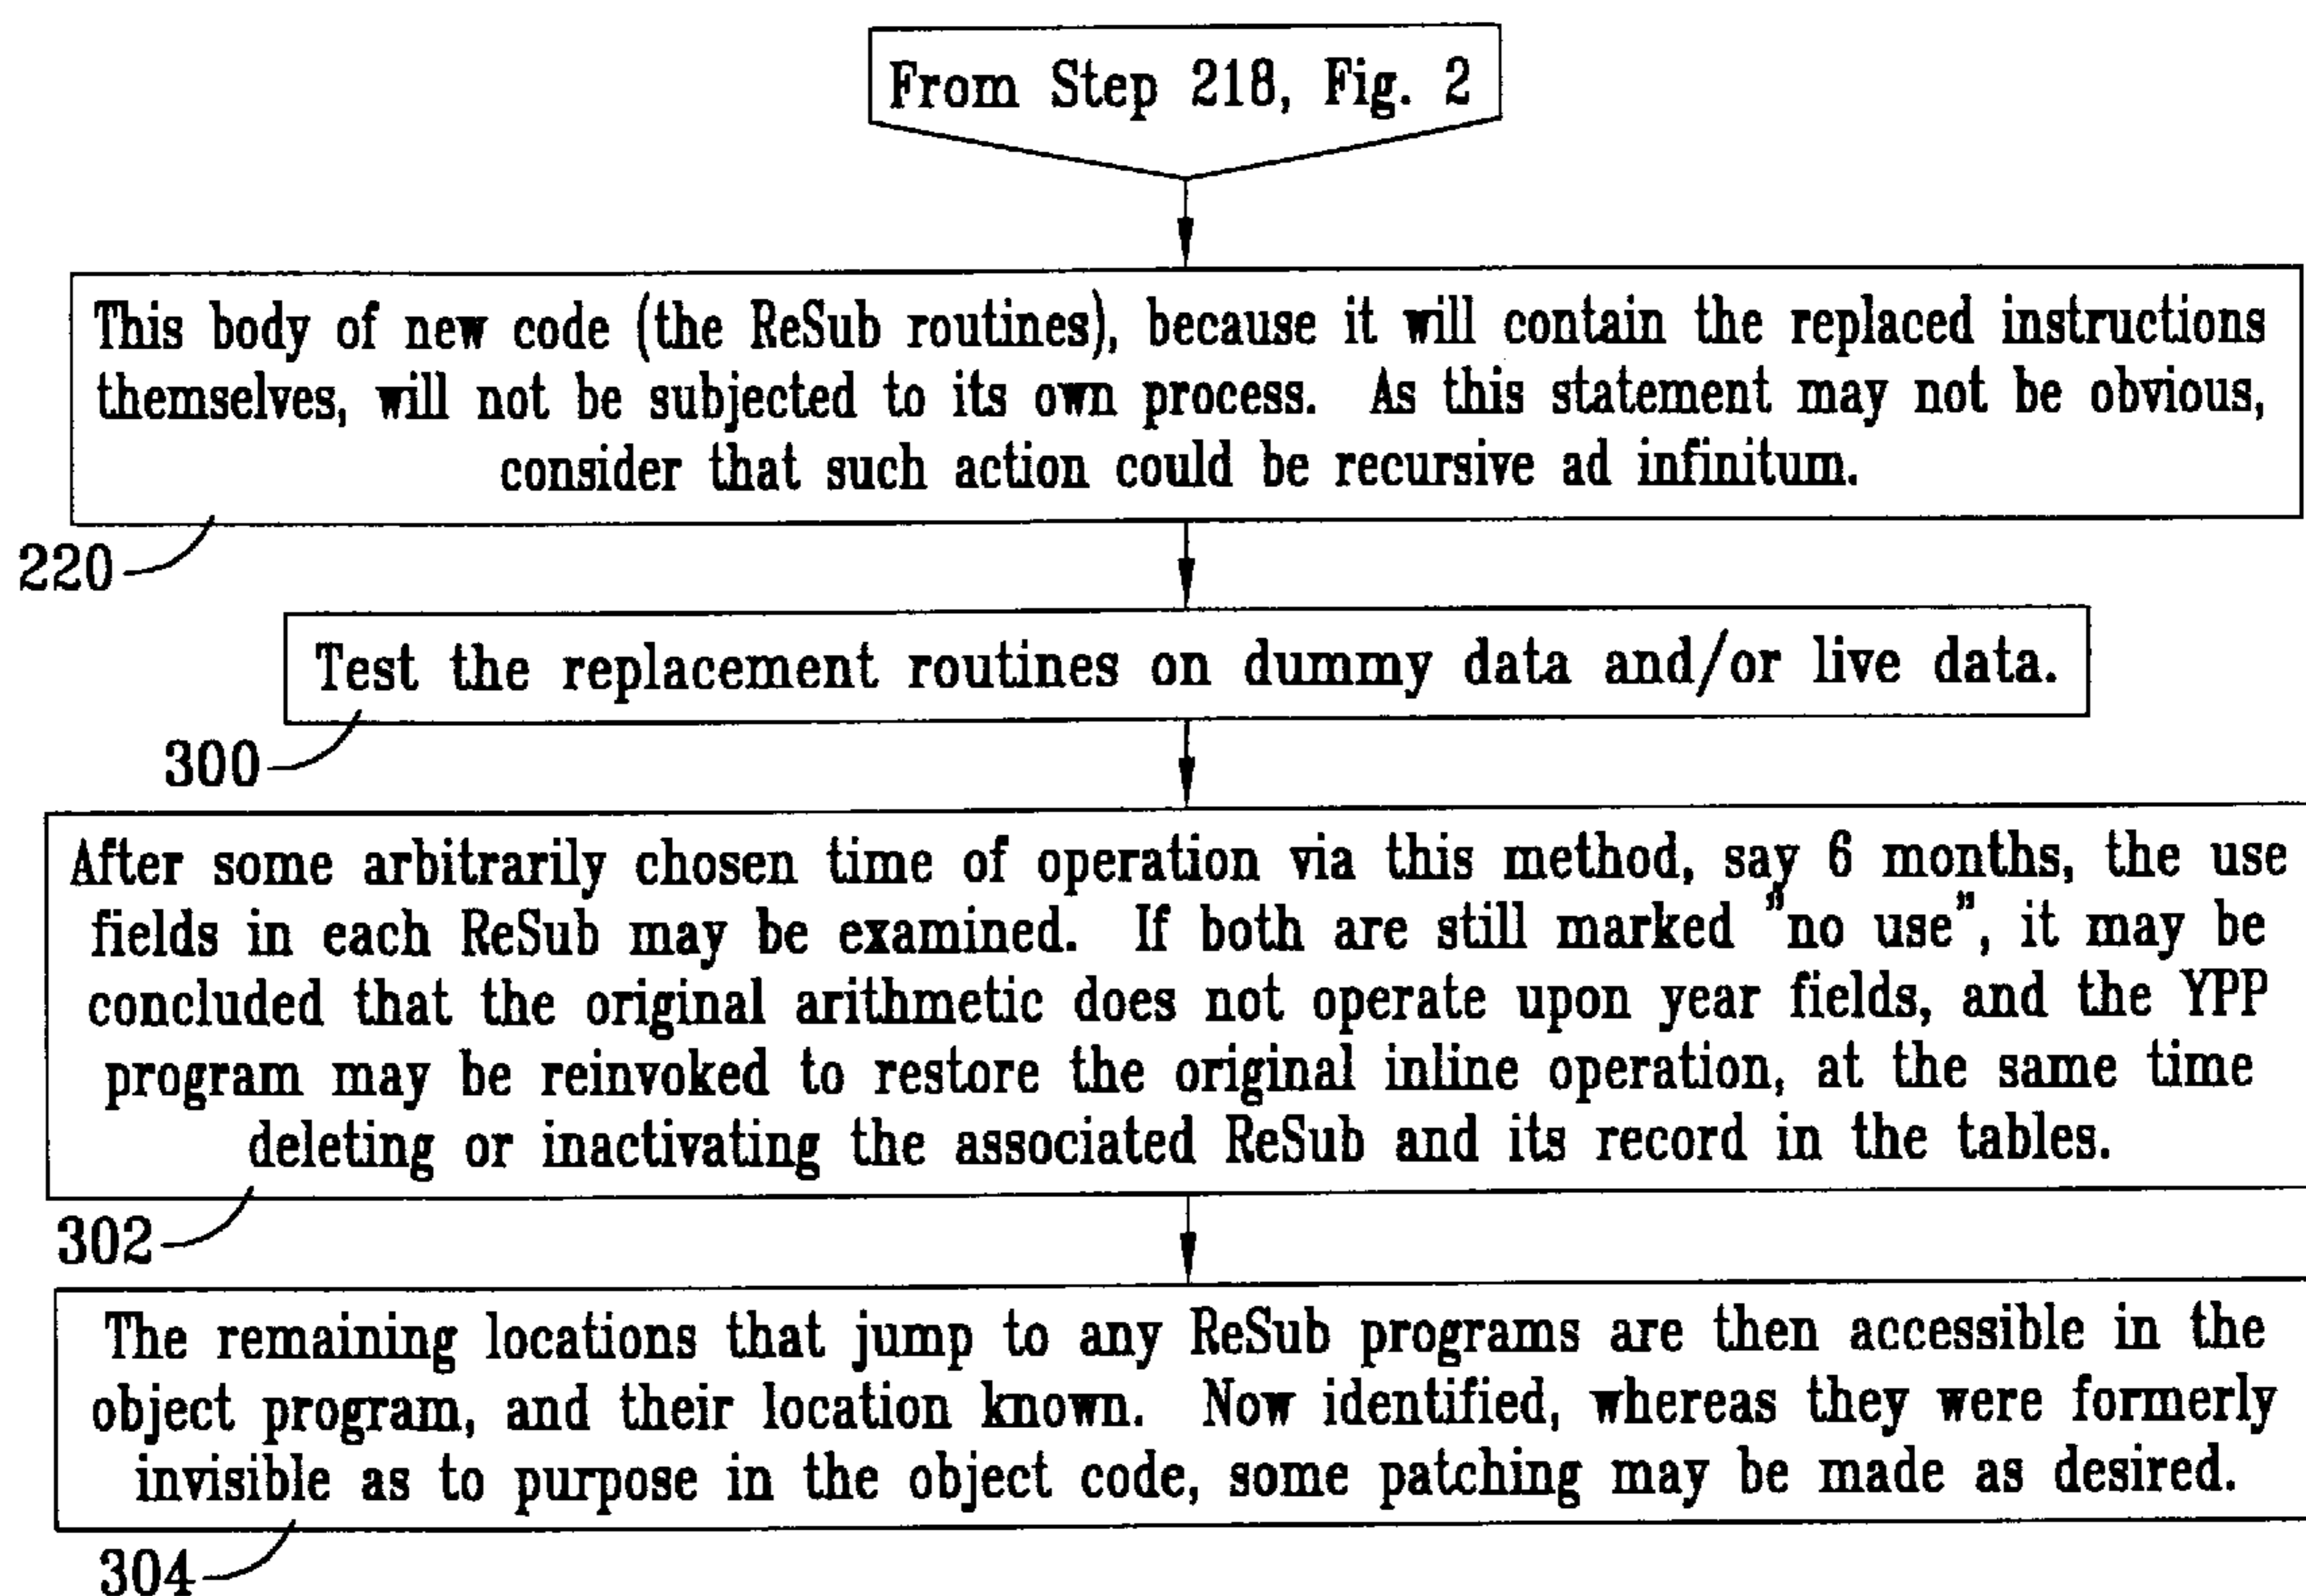 From Step 218, Fig. 2
This body of new code (the ReSub routines), because it will contain the replaced instructions
themselves, will not be subjected to its own process. As this statement may not be obvious,
consider that such action could be recursive ad infinitum.
220
Test the replacement routines on dummy data and/or live data.
300
After some arbitrarily chosen time of operation via this method, say 6 months, the use
fields in each ReSub may be examined. If both are still marked "no use", it may be
concluded that the original arithmetic does not operate upon year fields, and the YPP
program may be reinvoked to restore the original inline operation, at the same time
deleting or inactivating the associated ReSub and its record in the tables.
302
The remaining locations that jump to any ReSub programs are then accessible in the
object program, and their location known. Now identified, whereas they were formerly
invisible as to purpose in the object code, some patching may be made as desired.
304